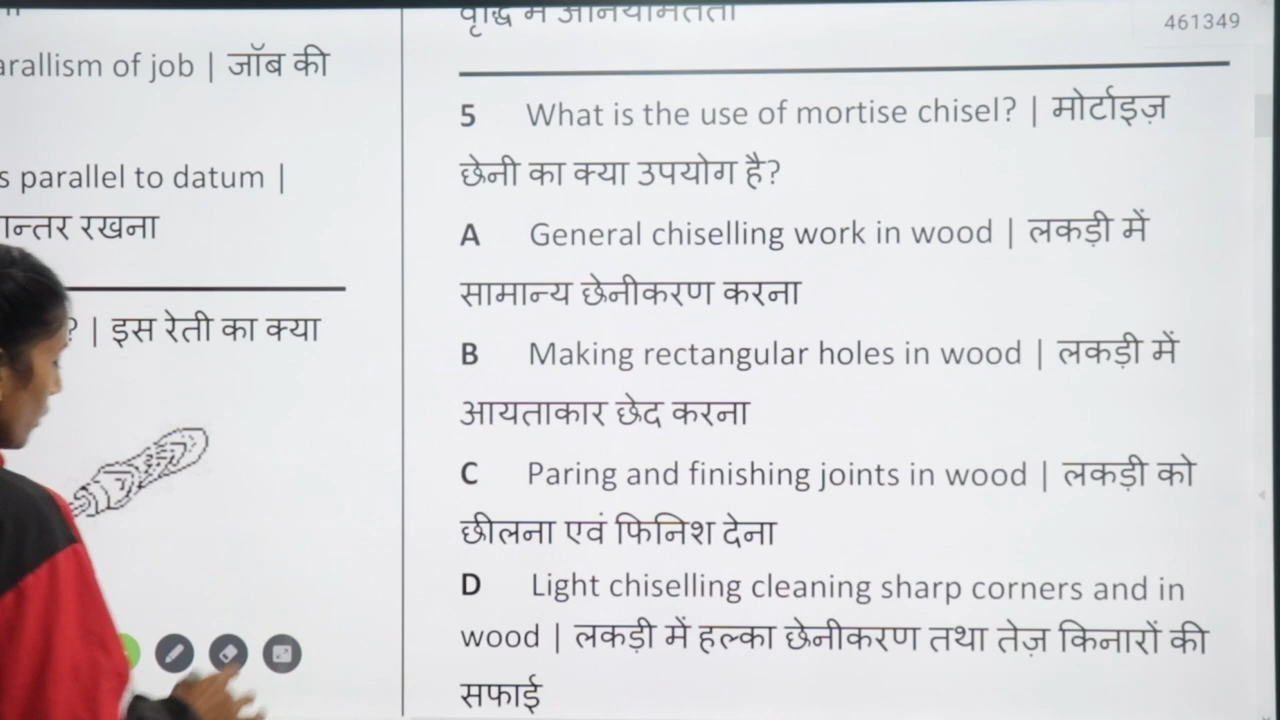 arallism of job | जॉब की
s parallel to datum |
ान्तर रखना
? | इस रेती का क्या
वृद्धि में अनियमितता
461349
5 What is the use of mortise chisel? | मोर्टाइज़
छेनी का क्या उपयोग है?
A General chiselling work in wood | लकड़ी में
सामान्य छेनीकरण करना
B Making rectangular holes in wood | लकड़ी में
आयताकार छेद करना
C Paring and finishing joints in wood | लकड़ी को
छीलना एवं फिनिश देना
D Light chiselling cleaning sharp corners and in
wood | लकड़ी में हल्का छेनीकरण तथा तेज़ किनारों की
सफाई